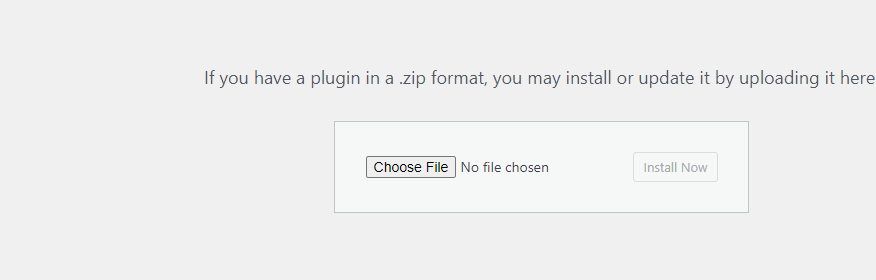 If you have a plugin in a .zip format, you may install or update it by uploading it here
Choose File No file chosen Install Now